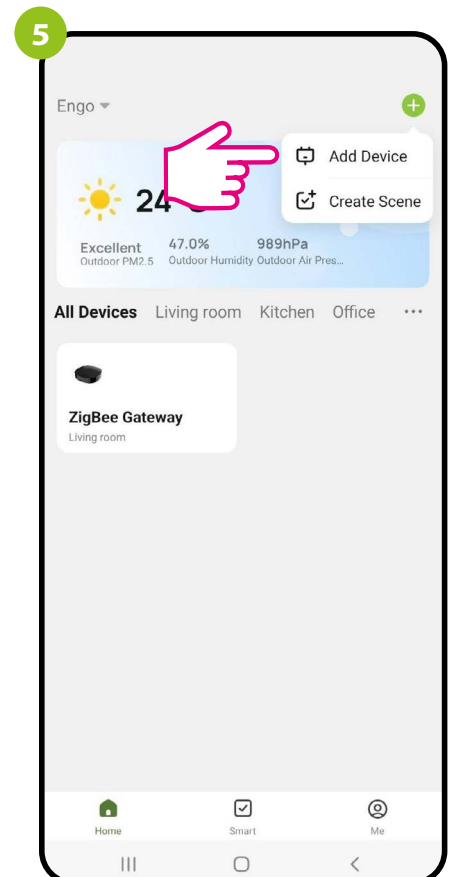 5
Engo
Add Device
Create Scene
24
Excellent 47.0% 989hPa
Outdoor PM2.5 Outdoor Humidity Outdoor Air Pres...
All Devices Living room Kitchen Office ...
ZigBee Gateway
Living room
Home Smart Me